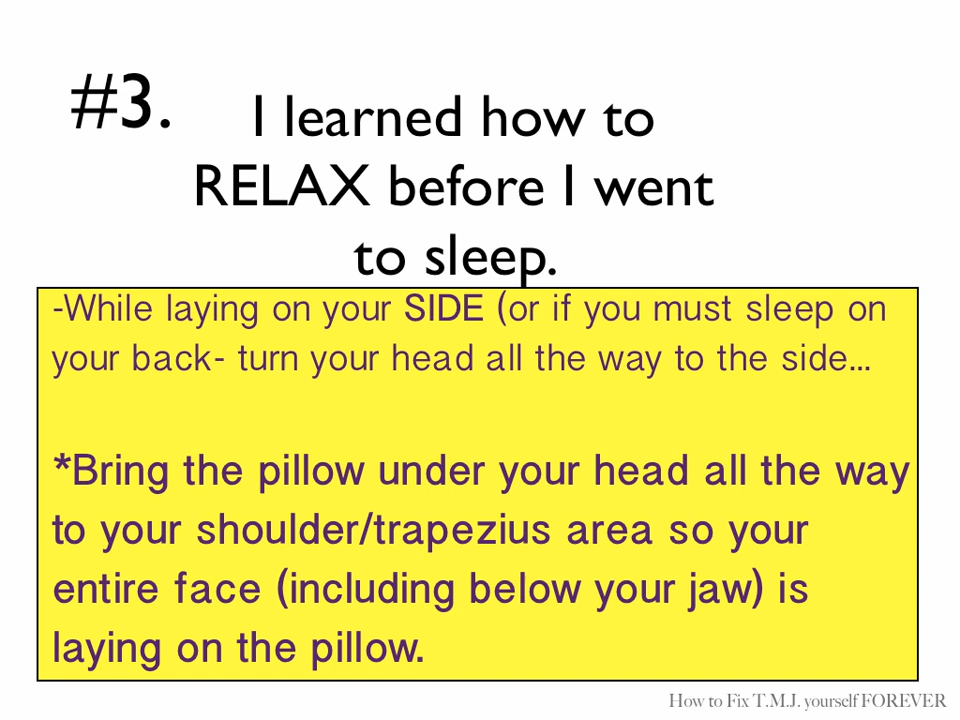 #3.
I learned how to
RELAX before I went
to sleep.
-While laying on your SIDE (or if you must sleep on
your back- turn your head all the way to the side...
*Bring the pillow under your head all the way
to your shoulder/trapezius area so your
entire face (including below your jaw) is
laying on the pillow.
How to Fix T.M.J. yourself FOREVER